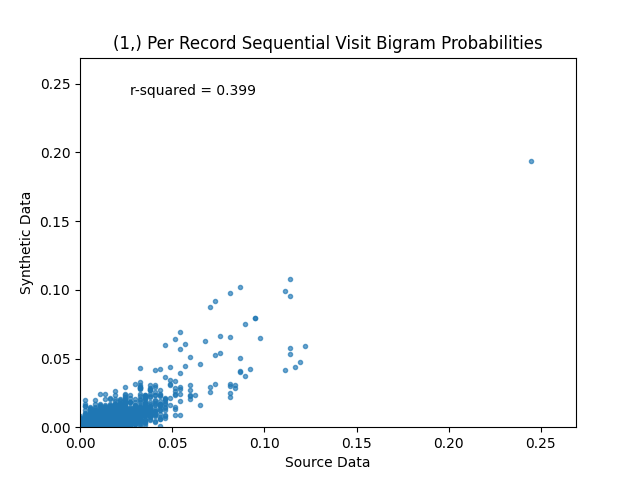 (1,) Per Record Sequential Visit Bigram Probabilities
r-squared = 0.399
Synthetic Data
0.25
0.20
0.15
0.10
0.05
0.00
0.00 0.05 0.10 0.15 0.20 0.25
Source Data